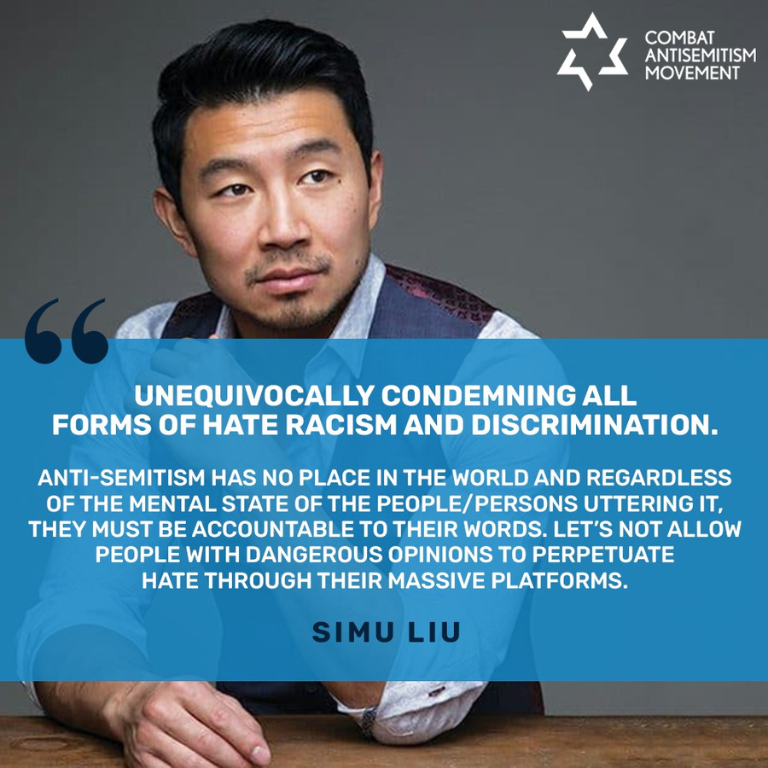 COMBAT
ANTISEMITISM
MOVEMENT
“
UNEQUIVOCALLY CONDEMNING ALL
FORMS OF HATE RACISM AND DISCRIMINATION.
ANTI-SEMITISM HAS NO PLACE IN THE WORLD AND REGARDLESS
OF THE MENTAL STATE OF THE PEOPLE/PERSONS UTTERING IT,
THEY MUST BE ACCOUNTABLE TO THEIR WORDS. LET’S NOT ALLOW
PEOPLE WITH DANGEROUS OPINIONS TO PERPETUATE
HATE THROUGH THEIR MASSIVE PLATFORMS.
SIMU LIU